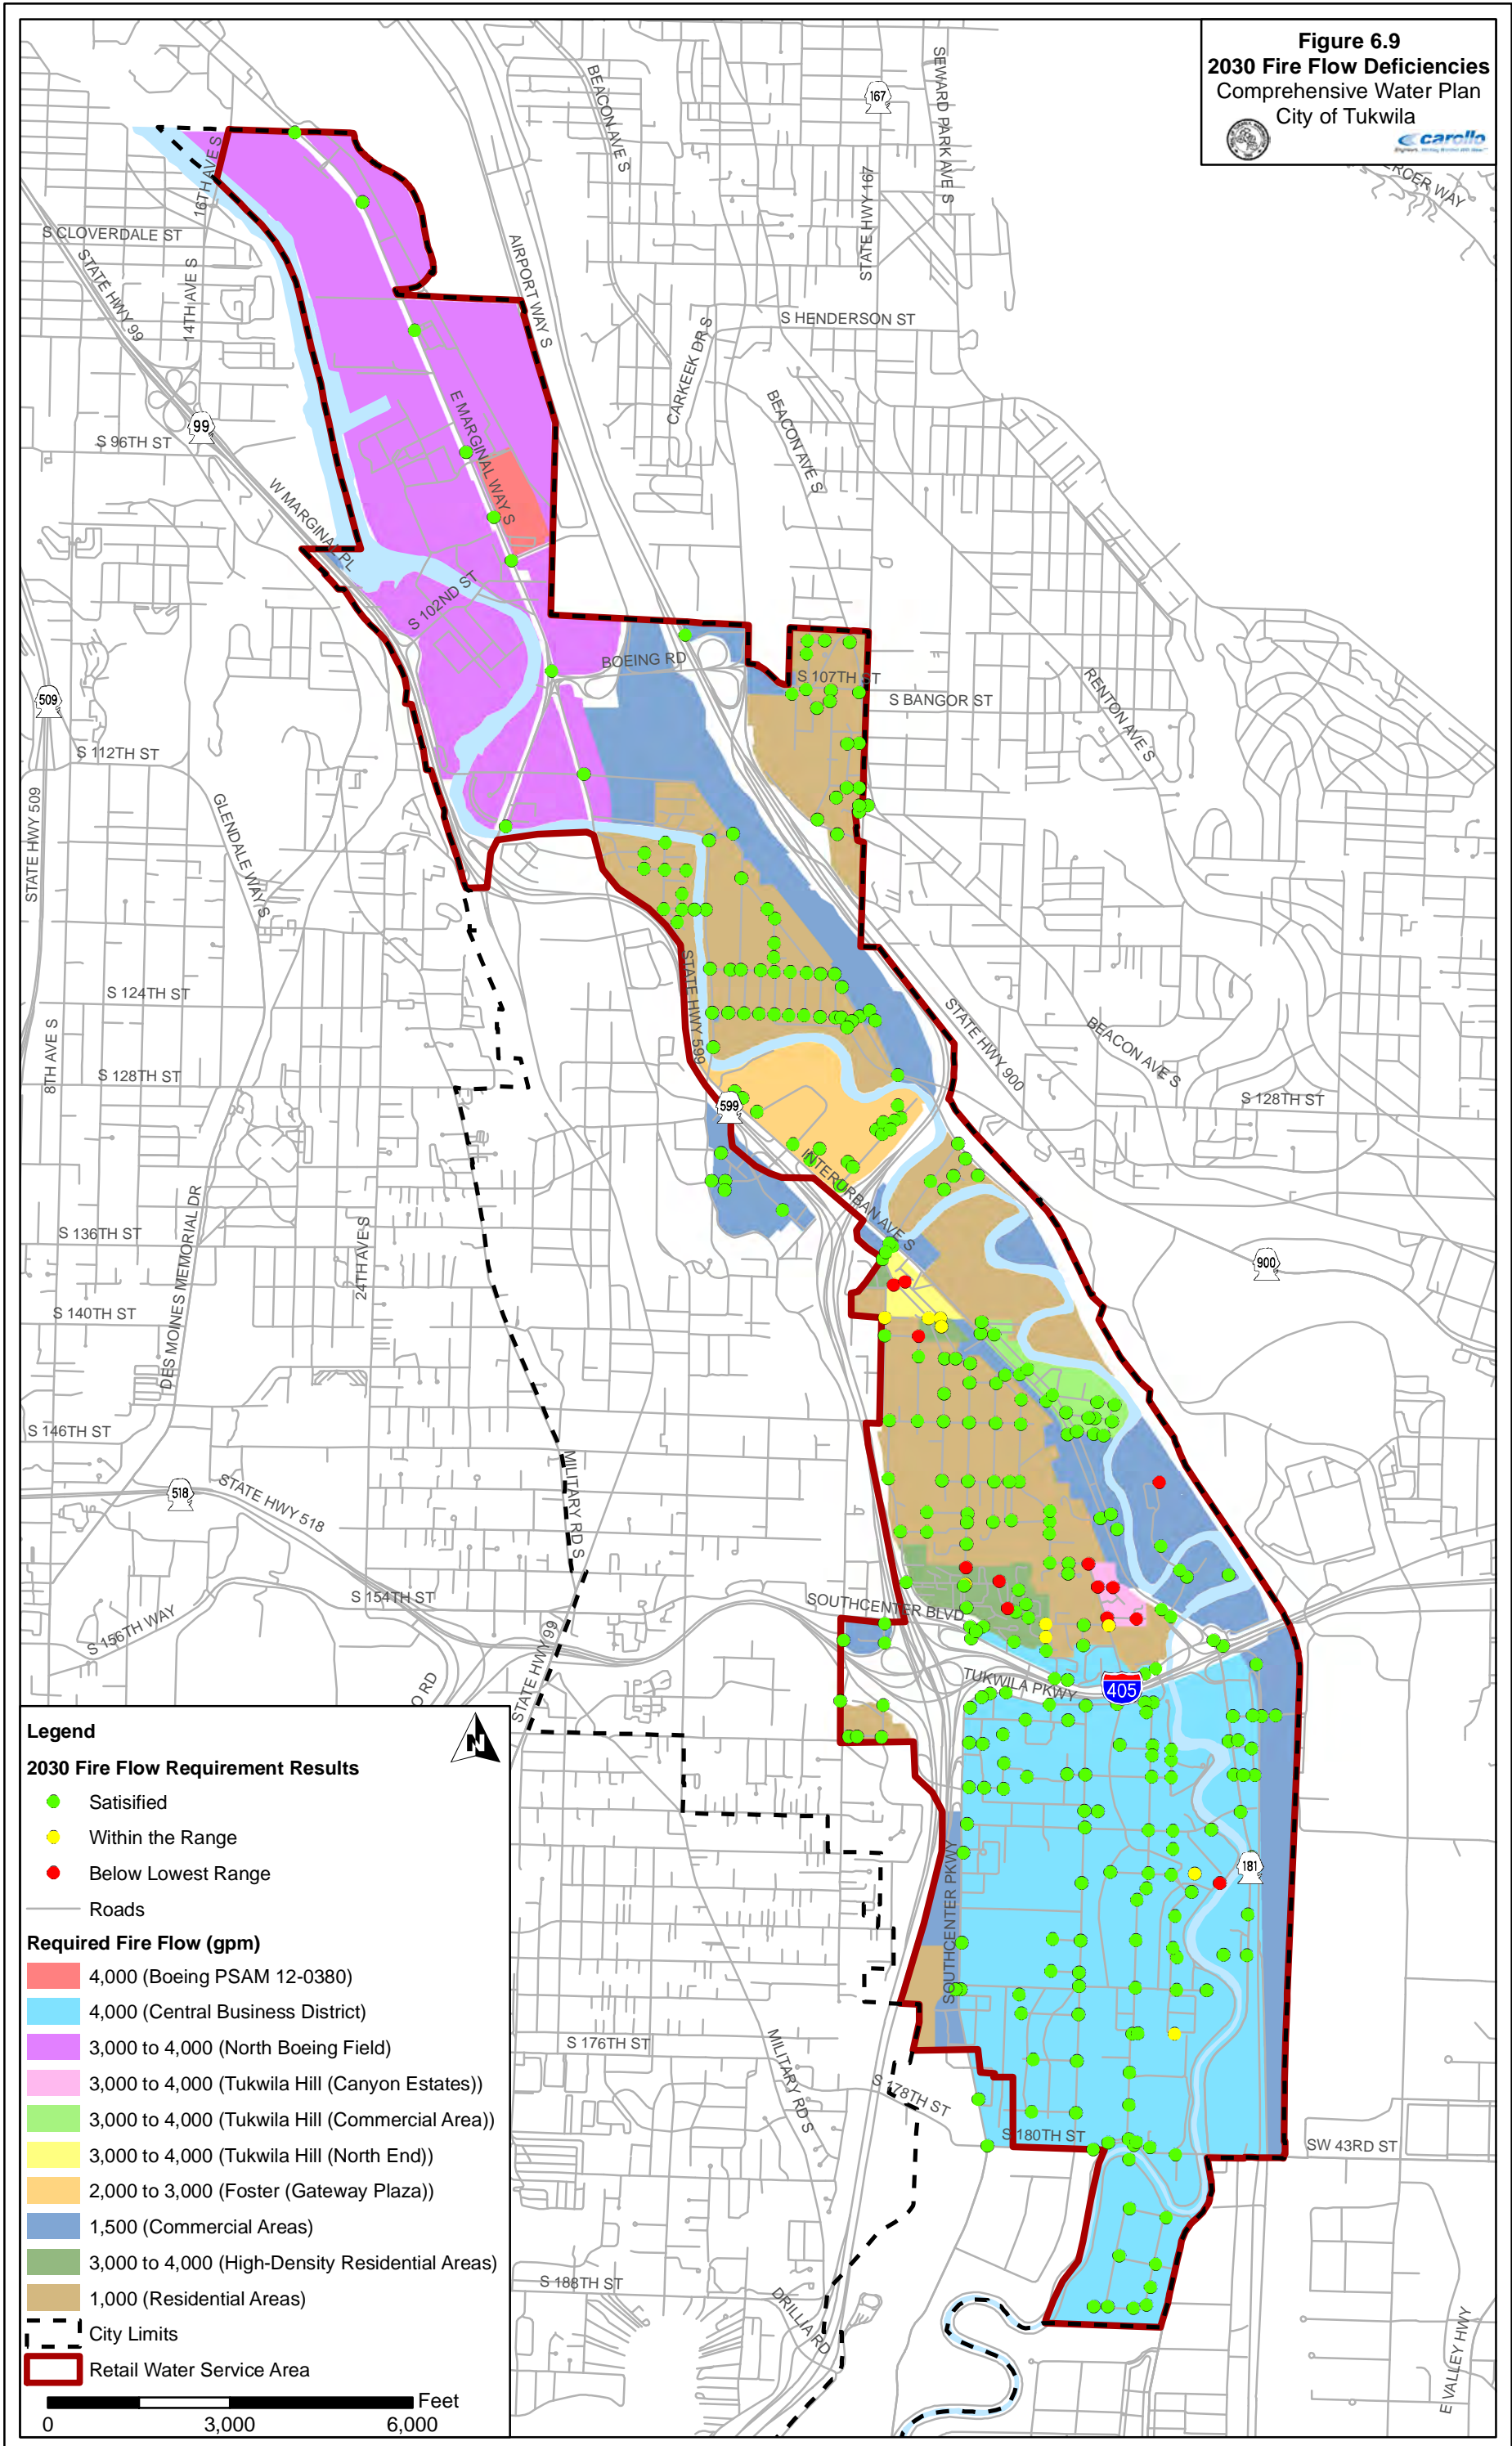 Figure 6.9
2030 Fire Flow Deficiencies
Comprehensive Water Plan
City of Tukwila
carollo
ERCER WAY
BEACON AVE S
167
SEWARD PARK AVE S
STATE HWY 167
16TH AVE S
S CLOVERDALE ST
STATE HWY 99
14TH AVE S
AIRPORT WAY S
S HENDERSON ST
CARKEEK DR S
BEACON AVE S
E MARGINAL WAY S
99
S 96TH ST
W MARGINAL PL
S 102ND ST
BOEING RD
S 107TH ST
S BANGOR ST
RENTON AVE S
509
S 112TH ST
STATE HWY 509
GLENDALE WAY S
STATE HWY 599
S 124TH ST
8TH AVE S
S 128TH ST
STATE HWY 900
BEACON AVE S
S 128TH ST
599
INTERURBAN AVE S
DES MOINES MEMORIAL DR
S 136TH ST
24TH AVE S
900
S 140TH ST
S 146TH ST
518
STATE HWY 518
MILITARY RD S
S 154TH ST
S 156TH WAY
SOUTHCENTER BLVD
STATE HWY 99
O RD
TUKWILA PKWY
405
181
SOUTHCENTER PKWY
S 176TH ST
MILITARY RD S
S 178TH ST
S 180TH ST
SW 43RD ST
S 188TH ST
DRILLIA RD
E VALLEY HWY
Legend
N
2030 Fire Flow Requirement Results
Satisified
Within the Range
Below Lowest Range
Roads
Required Fire Flow (gpm)
4,000 (Boeing PSAM 12-0380)
4,000 (Central Business District)
3,000 to 4,000 (North Boeing Field)
3,000 to 4,000 (Tukwila Hill (Canyon Estates))
3,000 to 4,000 (Tukwila Hill (Commercial Area))
3,000 to 4,000 (Tukwila Hill (North End))
2,000 to 3,000 (Foster (Gateway Plaza))
1,500 (Commercial Areas)
3,000 to 4,000 (High-Density Residential Areas)
1,000 (Residential Areas)
City Limits
Retail Water Service Area
Feet
0 3,000 6,000